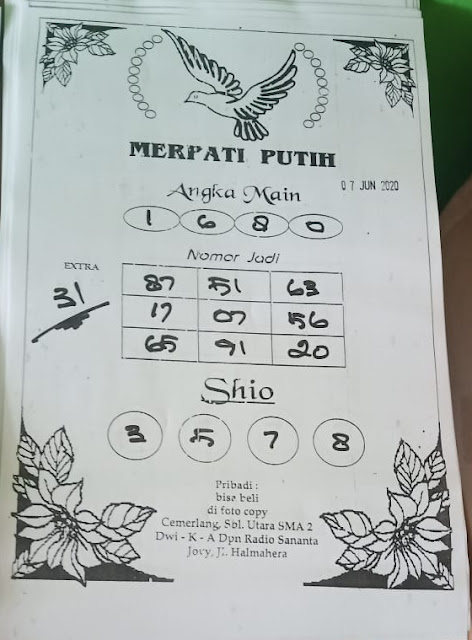 MERPATI PUTIH
07 JUN 2020
Angka Main
1 6 8 0
Nomor Jadi
EXTRA
31
87 51 63
17 07 56
65 91 20
Shio
3 5 7 8
Pribadi :
bisa beli
di foto copy
Cemerlang, Sbl. Utara SMA 2
Dwi - K - A Dpn Radio Sananta
Jovy, Jl. Halmahera